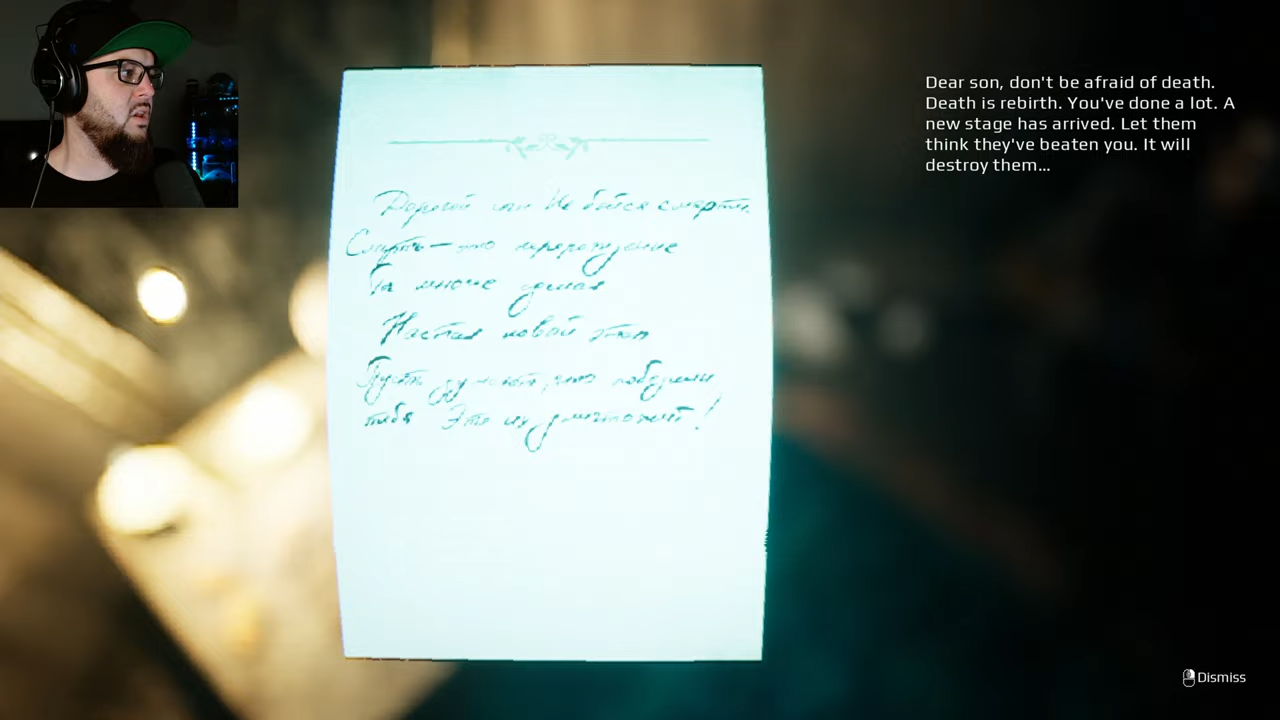 Дорогой сын Не бойся смерти.
Смерть — это перерождение
Ты многое сделал
Настал новый этап
Пусть думают, что победили
тебя Это их уничтожит!
Dear son, don't be afraid of death.
Death is rebirth. You've done a lot. A
new stage has arrived. Let them
think they've beaten you. It will
destroy them...
Dismiss